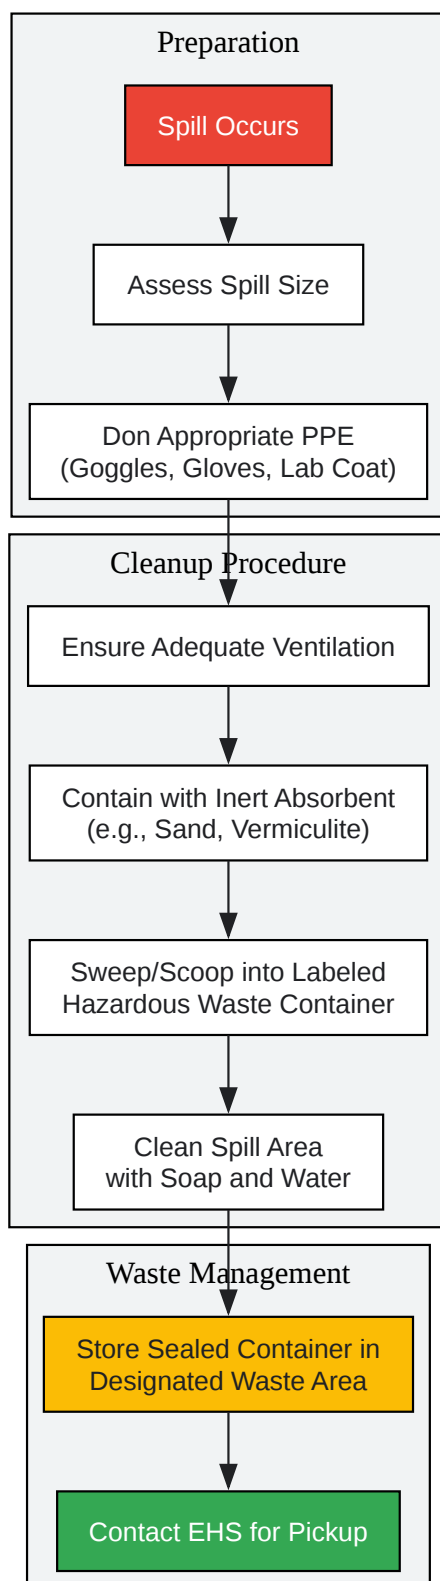 Preparation
Spill Occurs
Assess Spill Size
Don Appropriate PPE
(Goggles, Gloves, Lab Coat)
Cleanup Procedure
Ensure Adequate Ventilation
Contain with Inert Absorbent
(e.g., Sand, Vermiculite)
Sweep/Scoop into Labeled
Hazardous Waste Container
Clean Spill Area
with Soap and Water
Waste Management
Store Sealed Container in
Designated Waste Area
Contact EHS for Pickup